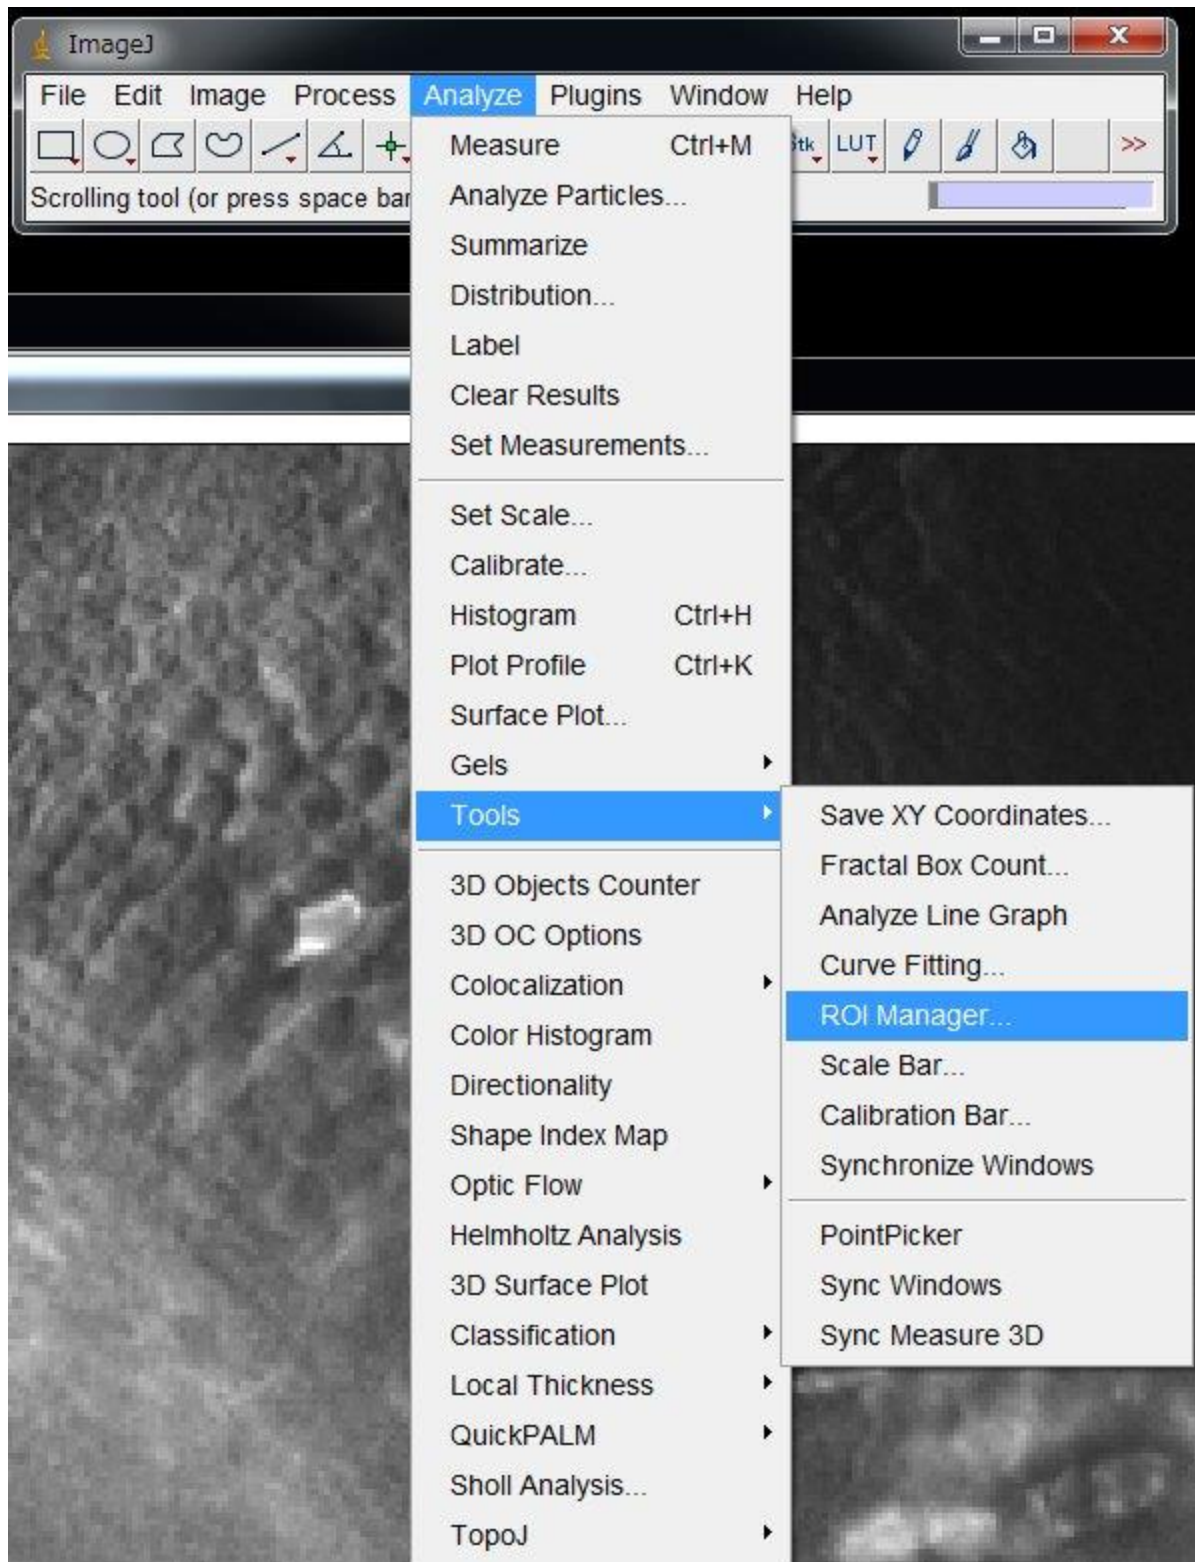 ImageJ
File Edit Image Process Analyze Plugins Window Help
Stk LUT >>
Scrolling tool (or press space bar
Measure Ctrl+M
Analyze Particles...
Summarize
Distribution...
Label
Clear Results
Set Measurements...
Set Scale...
Calibrate...
Histogram Ctrl+H
Plot Profile Ctrl+K
Surface Plot...
Gels
Tools
3D Objects Counter
3D OC Options
Colocalization
Color Histogram
Directionality
Shape Index Map
Optic Flow
Helmholtz Analysis
3D Surface Plot
Classification
Local Thickness
QuickPALM
Sholl Analysis...
TopoJ
Save XY Coordinates...
Fractal Box Count...
Analyze Line Graph
Curve Fitting...
ROI Manager...
Scale Bar...
Calibration Bar...
Synchronize Windows
PointPicker
Sync Windows
Sync Measure 3D